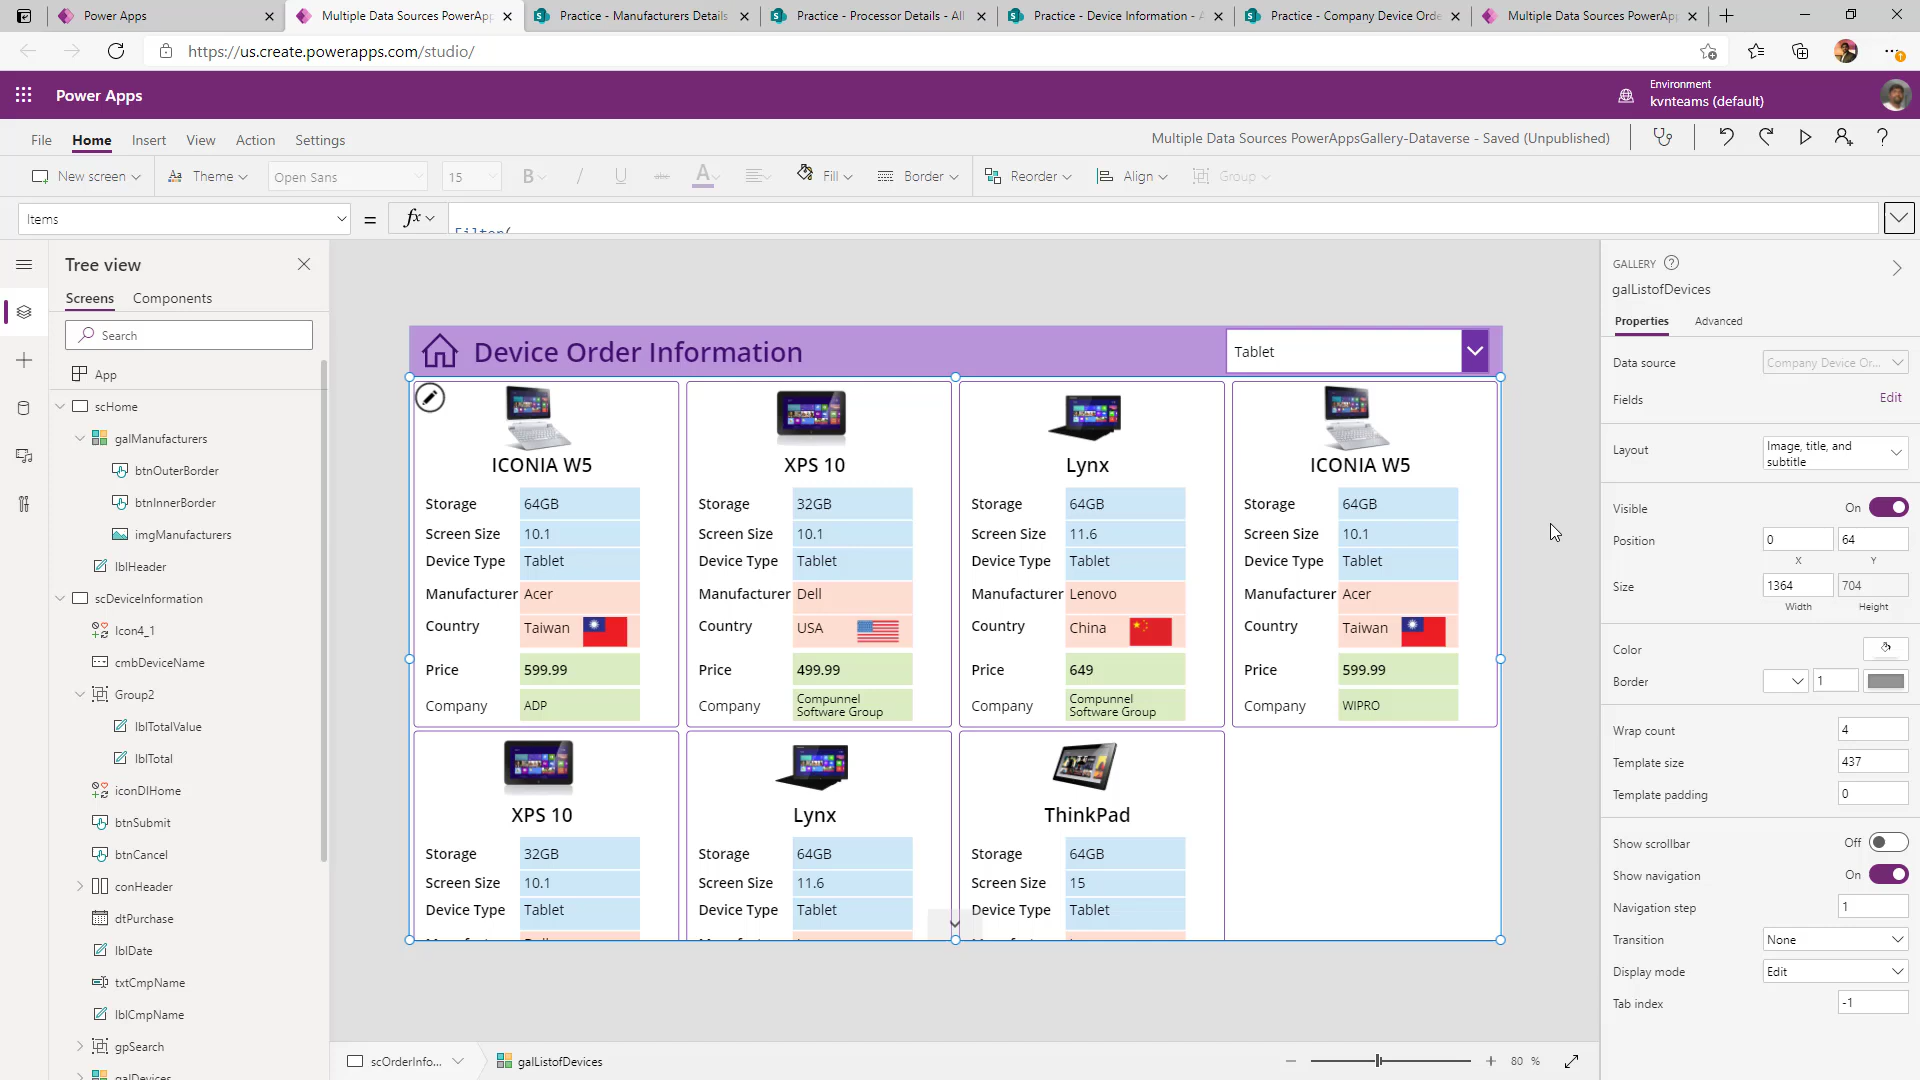 Power Apps
Multiple Data Sources PowerApp
Practice - Manufacturers Details
Practice - Processor Details - All
Practice - Device Information - A
Practice - Company Device Orde
Multiple Data Sources PowerApp
https://us.create.powerapps.com/studio/
Power Apps
Environment
kvnteams (default)
File
Home
Insert
View
Action
Settings
Multiple Data Sources PowerAppsGallery-Dataverse - Saved (Unpublished)
New screen
Theme
Open Sans
15
B
I
U
abc
A
Fill
Border
Reorder
Align
Group
Items
=
fx
Filter(
Tree view
Screens
Components
Search
App
scHome
galManufacturers
btnOuterBorder
btnInnerBorder
imgManufacturers
lblHeader
scDeviceInformation
Icon4_1
cmbDeviceName
Group2
lblTotalValue
lblTotal
iconDIHome
btnSubmit
btnCancel
conHeader
dtPurchase
lblDate
txtCmpName
lblCmpName
gpSearch
galDevices
Device Order Information
Tablet
ICONIA W5
Storage 64GB
Screen Size 10.1
Device Type Tablet
Manufacturer Acer
Country Taiwan
Price 599.99
Company ADP
XPS 10
Storage 32GB
Screen Size 10.1
Device Type Tablet
Manufacturer Dell
Country USA
Price 499.99
Company Compunnel
Software Group
Lynx
Storage 64GB
Screen Size 11.6
Device Type Tablet
Manufacturer Lenovo
Country China
Price 649
Company Compunnel
Software Group
ICONIA W5
Storage 64GB
Screen Size 10.1
Device Type Tablet
Manufacturer Acer
Country Taiwan
Price 599.99
Company WIPRO
XPS 10
Storage 32GB
Screen Size 10.1
Device Type Tablet
Lynx
Storage 64GB
Screen Size 11.6
Device Type Tablet
ThinkPad
Storage 64GB
Screen Size 15
Device Type Tablet
scOrderInfo...
galListofDevices
80 %
GALLERY
galListofDevices
Properties
Advanced
Data source Company Device Or...
Fields Edit
Layout Image, title, and
subtitle
Visible On
Position 0 64
X Y
Size 1364 704
Width Height
Color
Border 1
Wrap count 4
Template size 437
Template padding 0
Show scrollbar Off
Show navigation On
Navigation step 1
Transition None
Display mode Edit
Tab index -1